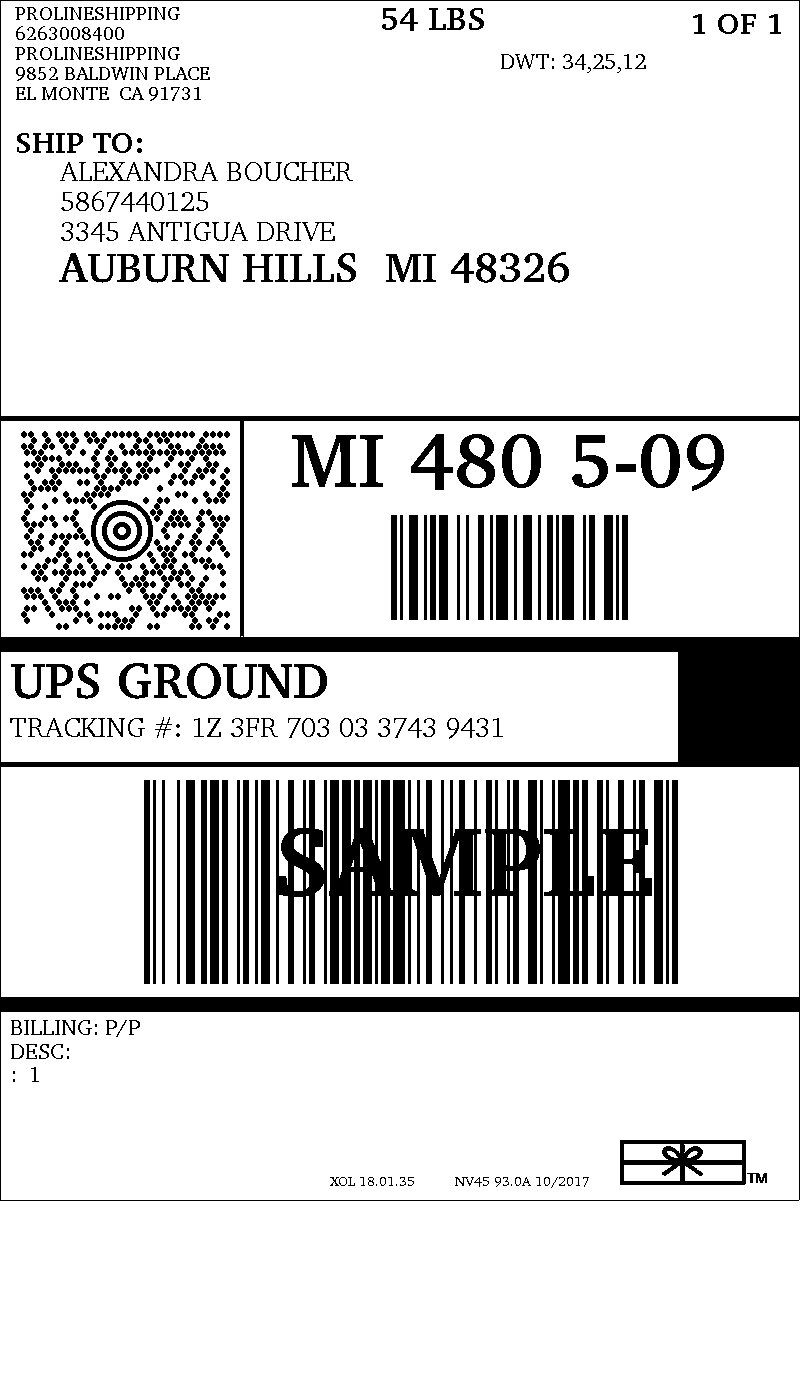 PROLINESHIPPING
6263008400
PROLINESHIPPING
9852 BALDWIN PLACE
EL MONTE  CA 91731
54 LBS
1 OF 1
DWT: 34,25,12
SHIP TO:
ALEXANDRA BOUCHER
5867440125
3345 ANTIGUA DRIVE
AUBURN HILLS  MI 48326
MI 480 5-09
UPS GROUND
TRACKING #: 1Z 3FR 703 03 3743 9431
SAMPLE
BILLING: P/P
DESC:
:  1
XOL 18.01.35
NV45 93.0A 10/2017
TM